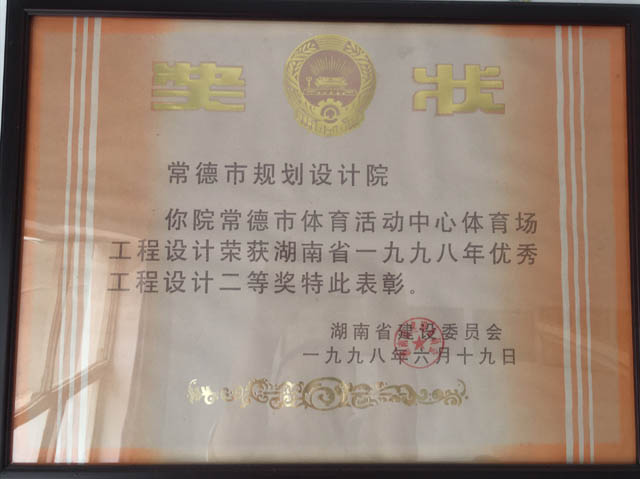 奖状
常德市规划设计院
你院常德市体育活动中心体育场
工程设计荣获湖南省一九九八年优秀
工程设计二等奖特此表彰。
湖南省建设委员会
一九九八年六月十九日